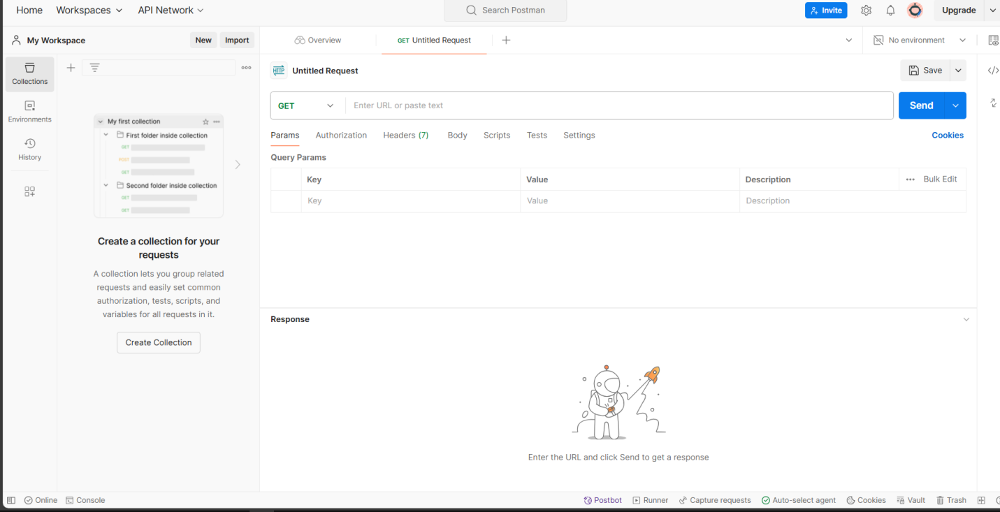 Home Workspaces API Network Search Postman Invite Upgrade
My Workspace New Import Overview GET Untitled Request No environment
Collections
Environments
History
My first collection
First folder inside collection
GET
POST
GET
Second folder inside collection
GET
GET
Create a collection for your
requests
A collection lets you group related
requests and easily set common
authorization, tests, scripts, and
variables for all requests in it.
Create Collection
HTTP Untitled Request Save
GET Enter URL or paste text Send
Params Authorization Headers (7) Body Scripts Tests Settings Cookies
Query Params
Key Value Description Bulk Edit
Key Value Description
Response
Enter the URL and click Send to get a response
Online Console Postbot Runner Capture requests Auto-select agent Cookies Vault Trash